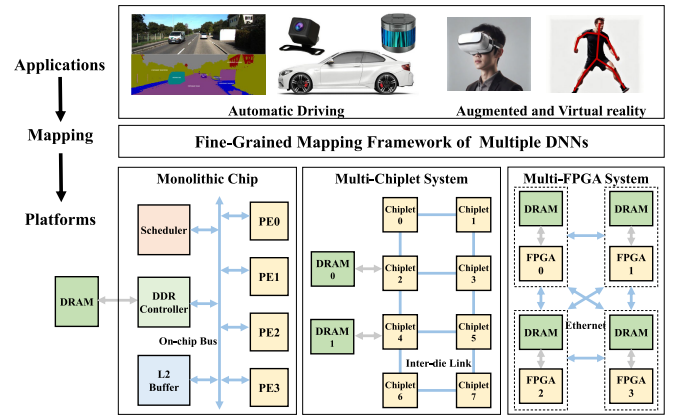 Applications
Mapping
Platforms
Automatic Driving
Augmented and Virtual reality
Fine-Grained Mapping Framework of Multiple DNNs
Monolithic Chip
Scheduler
DRAM
DDR
Controller
On-chip Bus
L2
Buffer
PE0
PE1
PE2
PE3
Multi-Chiplet System
Chiplet
0
Chiplet
1
DRAM
0
Chiplet
2
Chiplet
3
DRAM
1
Chiplet
4
Chiplet
5
Inter-die Link
Chiplet
6
Chiplet
7
Multi-FPGA System
DRAM
DRAM
FPGA
0
FPGA
1
Ethernet
DRAM
DRAM
FPGA
2
FPGA
3